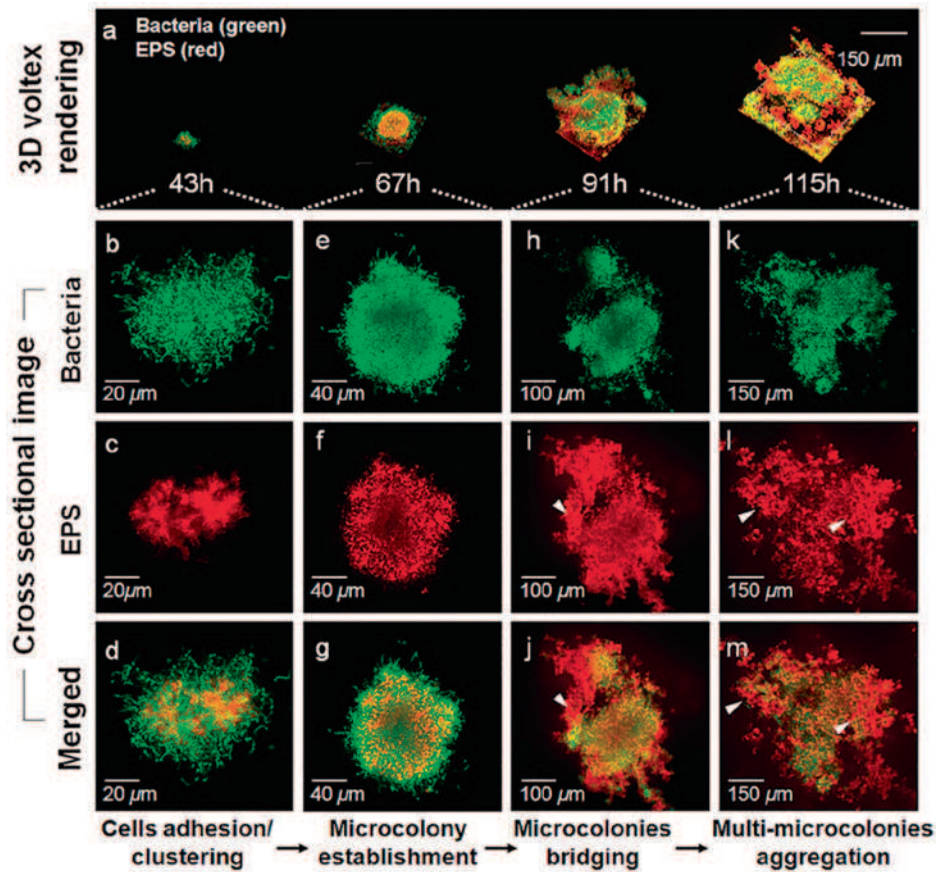 3D voltex
rendering
a
Bacteria (green)
EPS (red)
150 µm
43h
67h
91h
115h
Cross sectional image
Bacteria
b
20 µm
e
40 µm
h
100 µm
k
150 µm
EPS
c
20µm
f
40 µm
i
100 µm
l
150 µm
Merged
d
20 µm
g
40 µm
j
100 µm
m
150 µm
Cells adhesion/
clustering
Microcolony
establishment
Microcolonies
bridging
Multi-microcolonies
aggregation